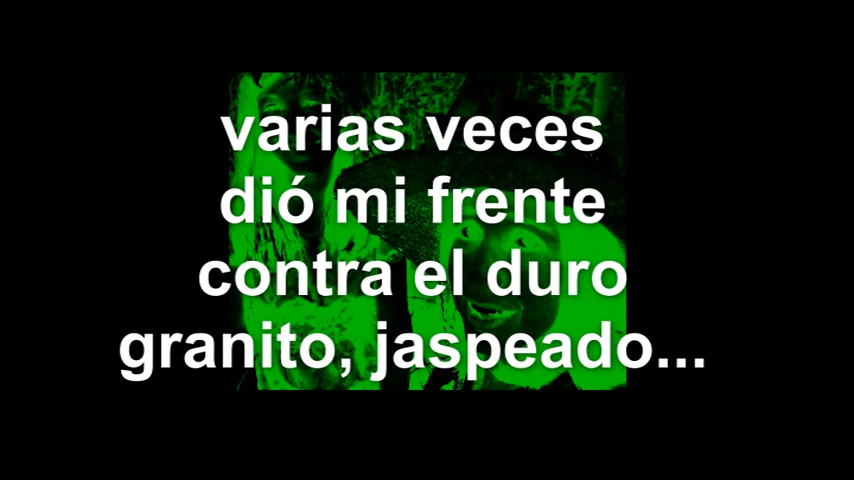 varias veces
dió mi frente
contra el duro
granito, jaspeado...